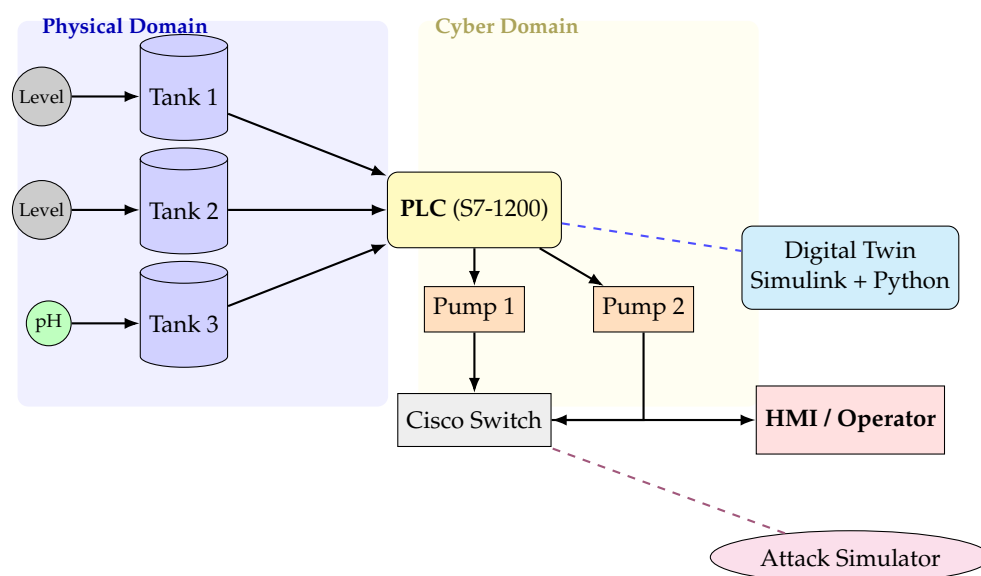 Physical Domain
Cyber Domain
Level
Tank 1
Level
Tank 2
PLC (S7-1200)
Digital Twin
Simulink + Python
pH
Tank 3
Pump 1
Pump 2
Cisco Switch
HMI / Operator
Attack Simulator